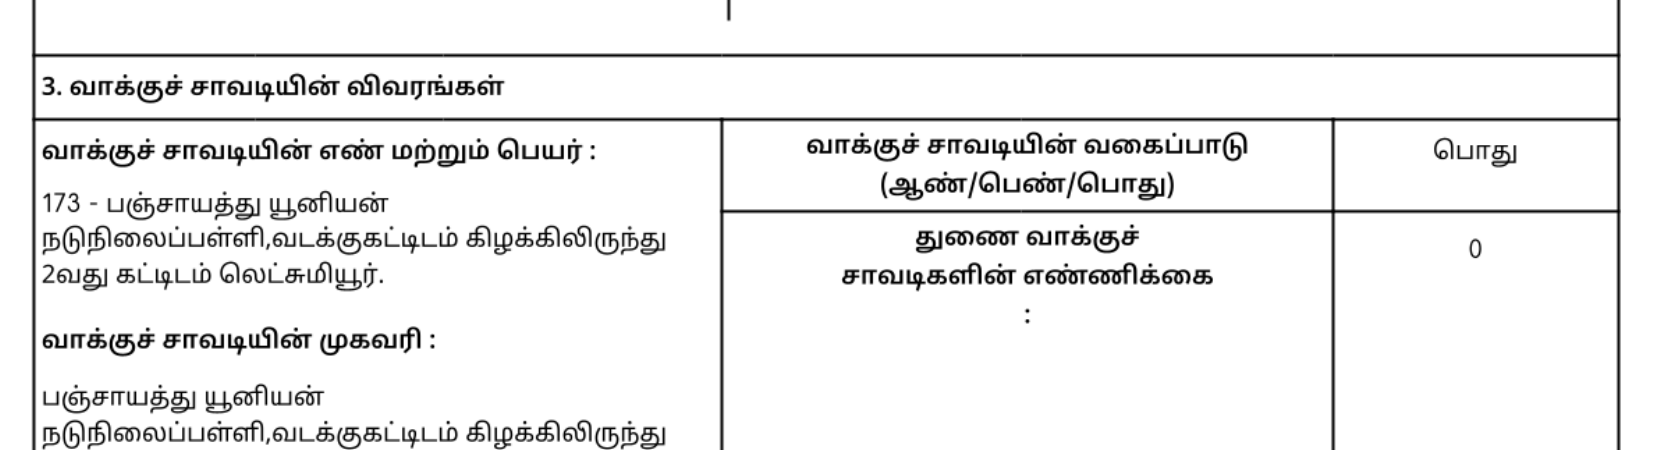 3. வாக்குச் சாவடியின் விவரங்கள்
வாக்குச் சாவடியின் எண் மற்றும் பெயர் :
173 - பஞ்சாயத்து யூனியன்
நடுநிலைப்பள்ளி,வடக்குகட்டிடம் கிழக்கிலிருந்து
2வது கட்டிடம் லெட்சுமியூர்.
வாக்குச் சாவடியின் முகவரி :
பஞ்சாயத்து யூனியன்
நடுநிலைப்பள்ளி,வடக்குகட்டிடம் கிழக்கிலிருந்து
வாக்குச் சாவடியின் வகைப்பாடு
(ஆண்/பெண்/பொது)
பொது
துணை வாக்குச்
சாவடிகளின் எண்ணிக்கை
:
0